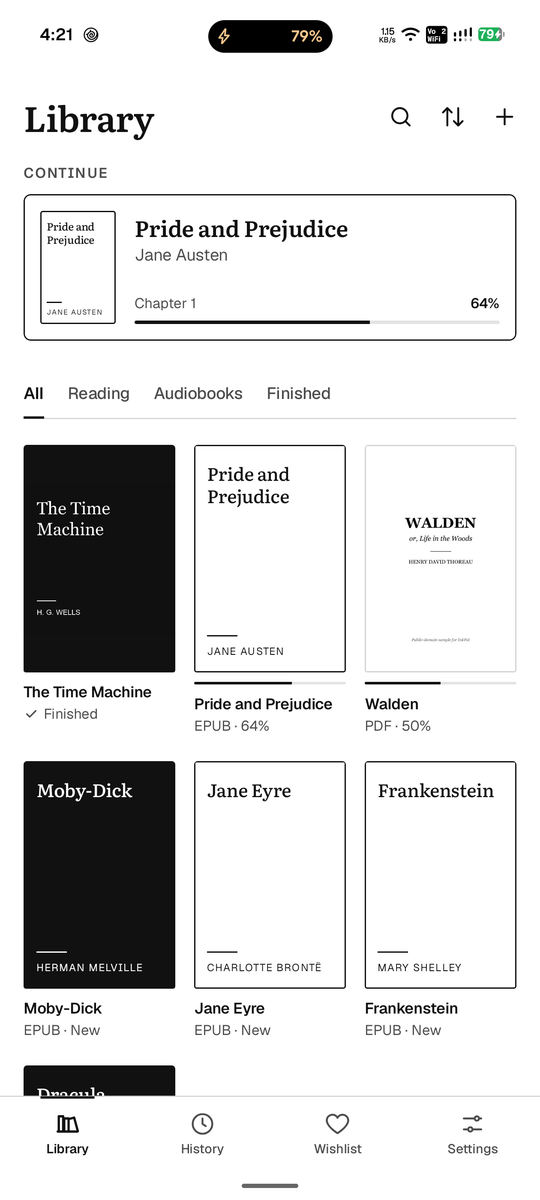 4:21
79%
1.15
KB/s
Vo 2
WiFi
79
Library
CONTINUE
Pride and
Prejudice
JANE AUSTEN
Pride and Prejudice
Jane Austen
Chapter 1
64%
All
Reading
Audiobooks
Finished
The Time
Machine
H. G. WELLS
Pride and
Prejudice
JANE AUSTEN
WALDEN
or, Life in the Woods
HENRY DAVID THOREAU
The Time Machine
Finished
Pride and Prejudice
EPUB · 64%
Walden
PDF · 50%
Moby-Dick
HERMAN MELVILLE
Jane Eyre
CHARLOTTE BRONTË
Frankenstein
MARY SHELLEY
Moby-Dick
EPUB · New
Jane Eyre
EPUB · New
Frankenstein
EPUB · New
Dracula
Library
History
Wishlist
Settings